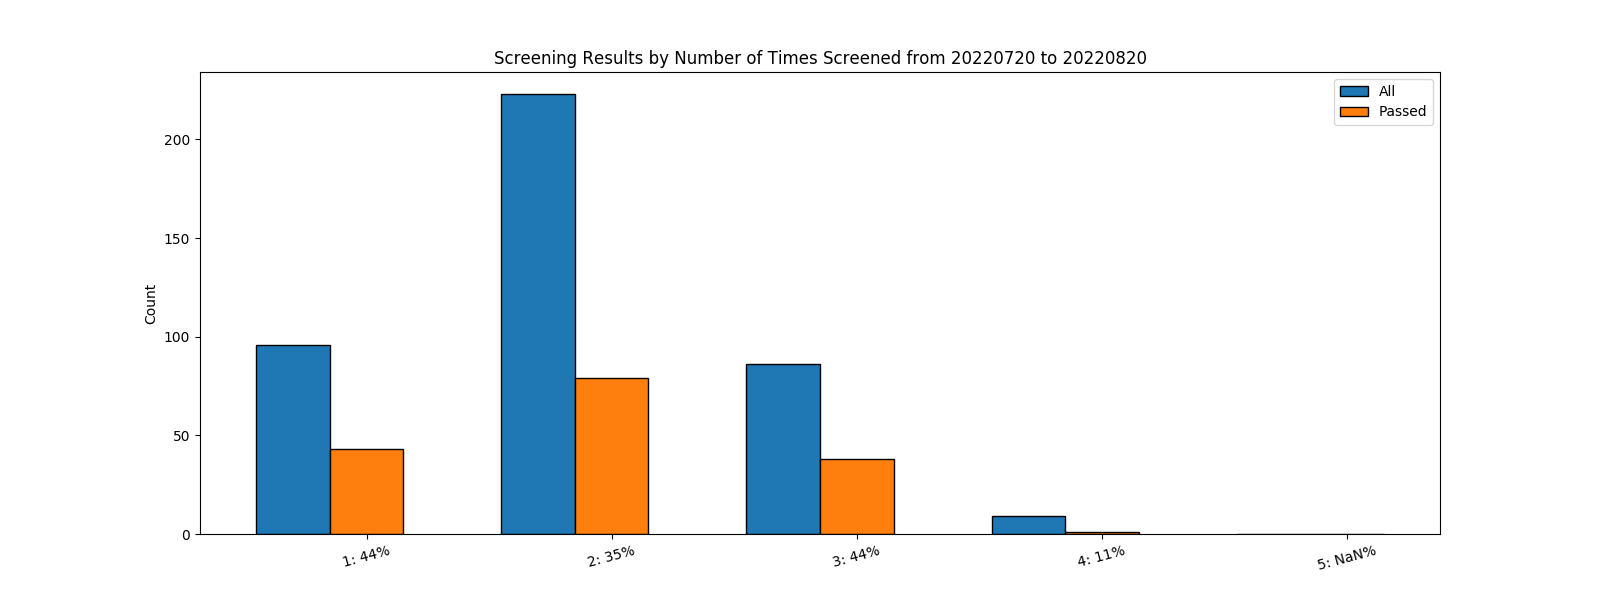 Screening Results by Number of Times Screened from 20220720 to 20220820
All
Passed
200
150
100
50
0
Count
1: 44%
2: 35%
3: 44%
4: 11%
5: NaN%